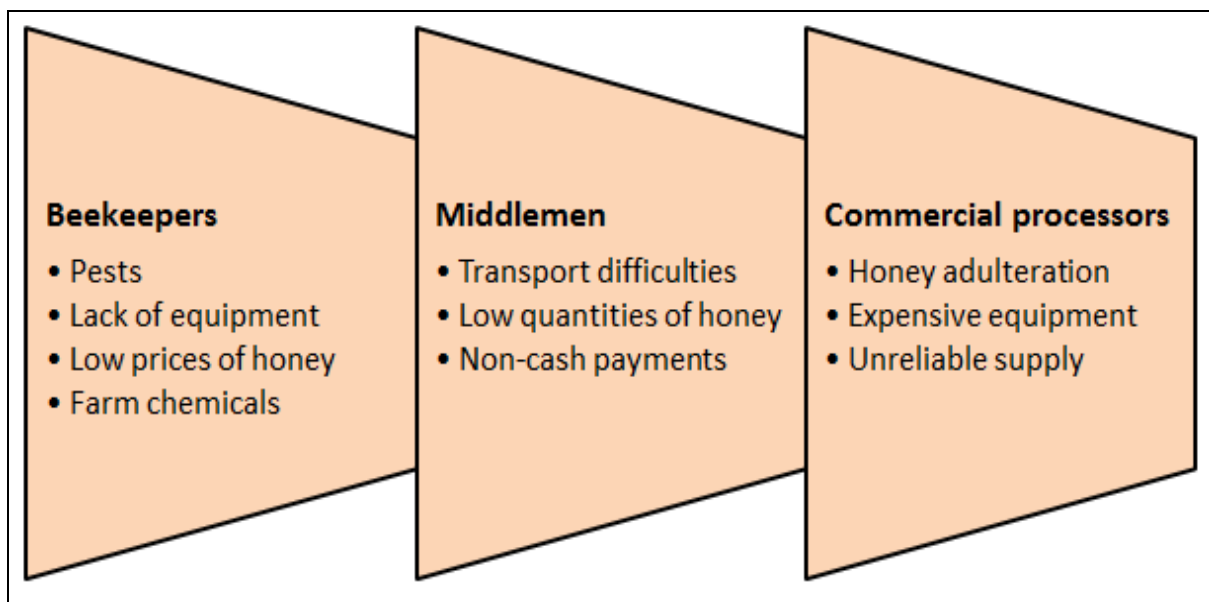 Beekeepers
• Pests
• Lack of equipment
• Low prices of honey
• Farm chemicals
Middlemen
• Transport difficulties
• Low quantities of honey
• Non-cash payments
Commercial processors
• Honey adulteration
• Expensive equipment
• Unreliable supply